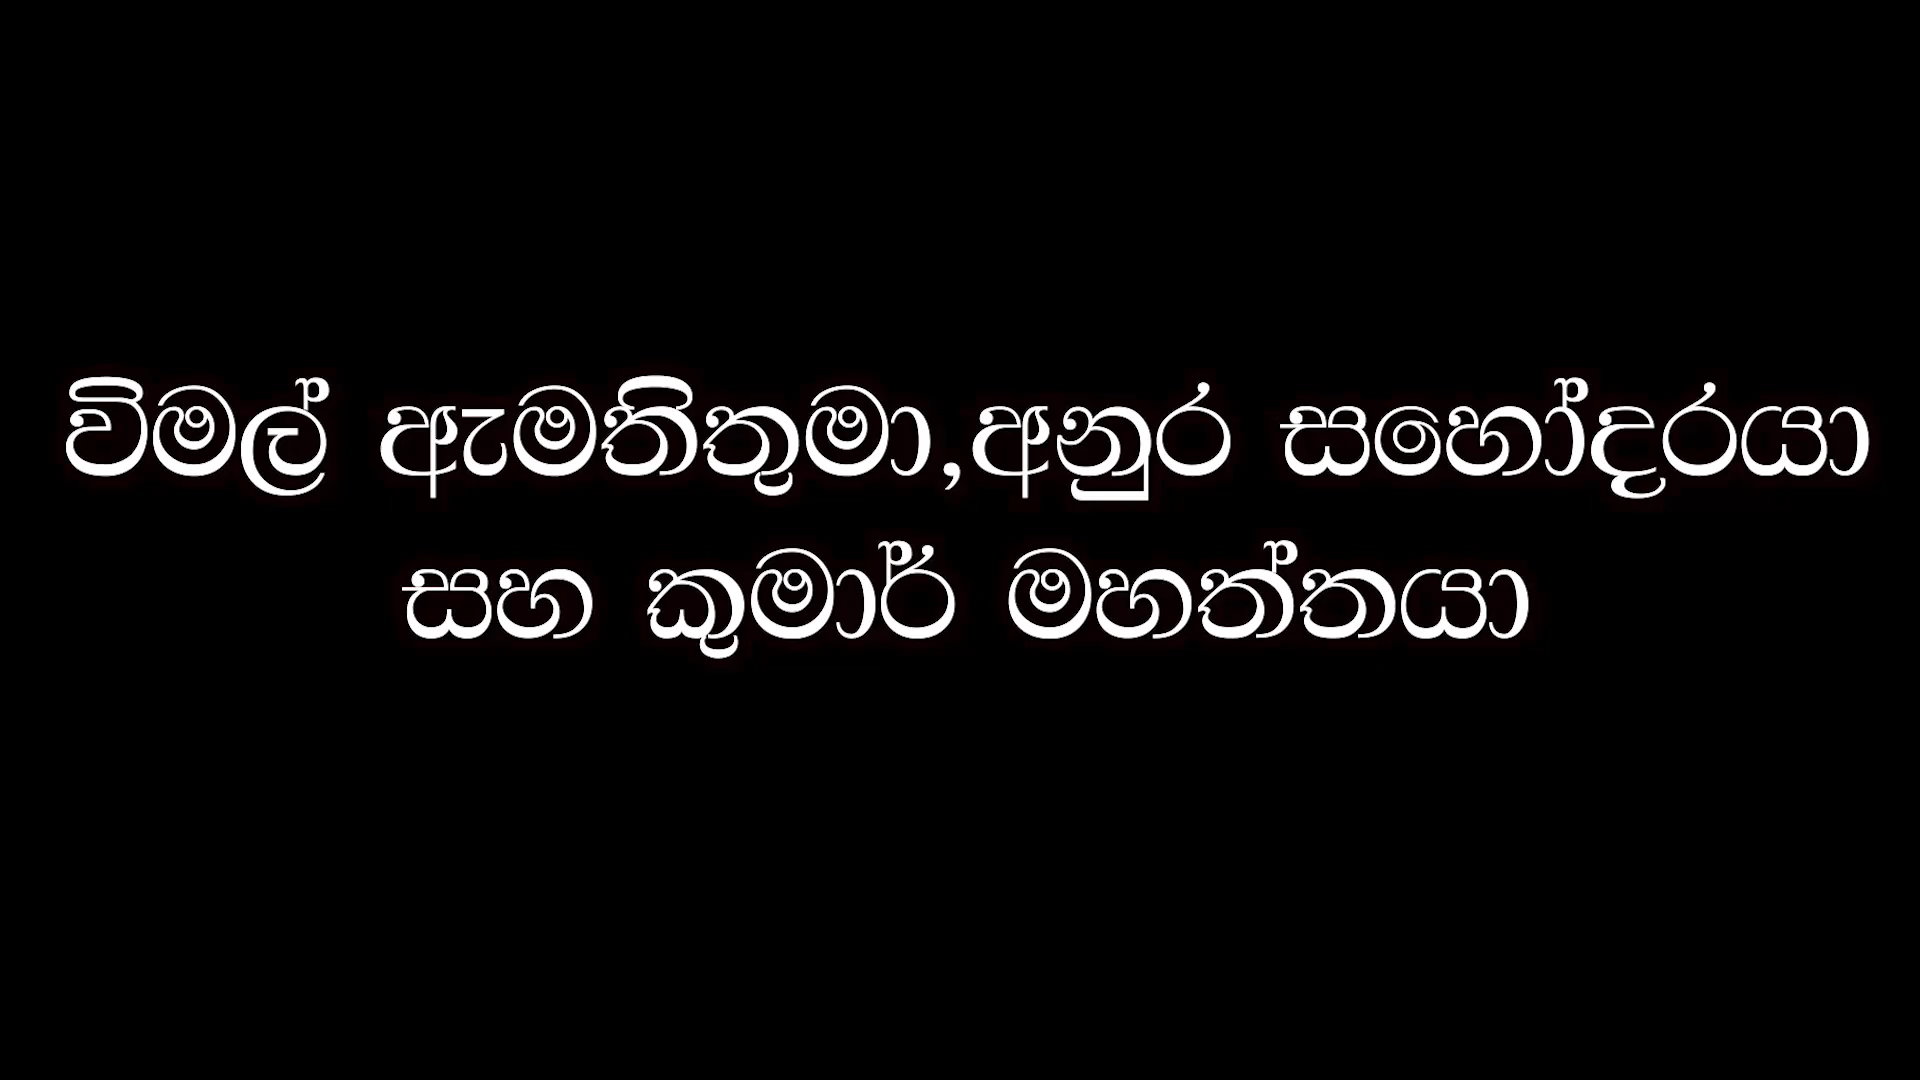 විමල් ඇමතිතුමා,අනුර සහෝදරයා
සහ කුමාර් මහත්තයා